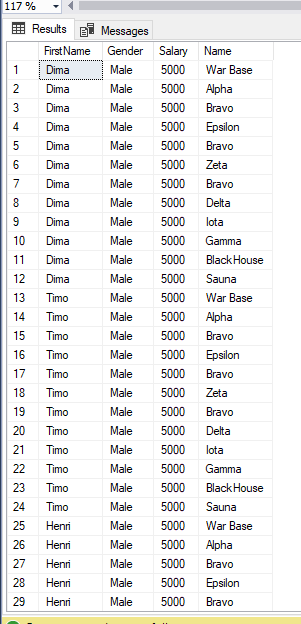 117 %
Results Messages
FirstName Gender Salary Name
1 Dima Male 5000 War Base
2 Dima Male 5000 Alpha
3 Dima Male 5000 Bravo
4 Dima Male 5000 Epsilon
5 Dima Male 5000 Bravo
6 Dima Male 5000 Zeta
7 Dima Male 5000 Bravo
8 Dima Male 5000 Delta
9 Dima Male 5000 Iota
10 Dima Male 5000 Gamma
11 Dima Male 5000 BlackHouse
12 Dima Male 5000 Sauna
13 Timo Male 5000 War Base
14 Timo Male 5000 Alpha
15 Timo Male 5000 Bravo
16 Timo Male 5000 Epsilon
17 Timo Male 5000 Bravo
18 Timo Male 5000 Zeta
19 Timo Male 5000 Bravo
20 Timo Male 5000 Delta
21 Timo Male 5000 Iota
22 Timo Male 5000 Gamma
23 Timo Male 5000 BlackHouse
24 Timo Male 5000 Sauna
25 Henri Male 5000 War Base
26 Henri Male 5000 Alpha
27 Henri Male 5000 Bravo
28 Henri Male 5000 Epsilon
29 Henri Male 5000 Bravo